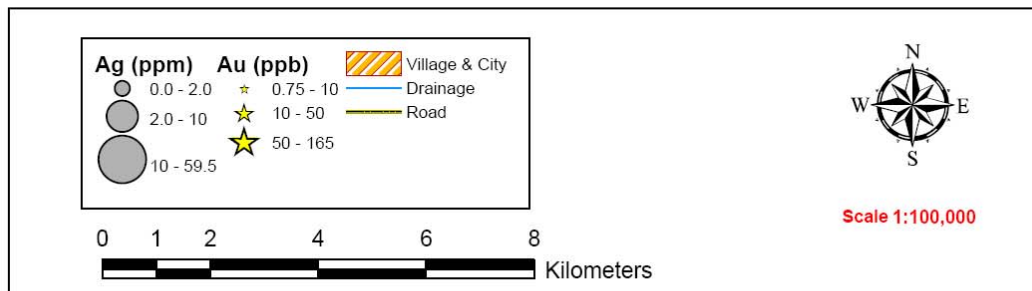 Ag (ppm)
0.0 - 2.0
2.0 - 10
10 - 59.5
Au (ppb)
0.75 - 10
10 - 50
50 - 165
Village & City
Drainage
Road
N
W
E
S
Scale 1:100,000
0 1 2 4 6 8
Kilometers